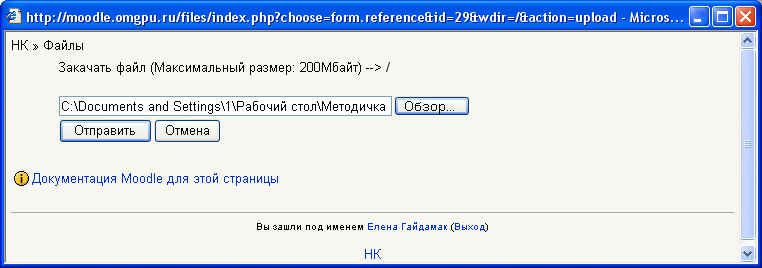 http://moodle.omgpu.ru/files/index.php?choose=form.reference&id=29&wdir=/&action=upload - Micros...
НК » Файлы
Закачать файл (Максимальный размер: 200Мбайт) --> /
C:\Documents and Settings\1\Рабочий стол\Методичка Обзор...
Отправить Отмена
Документация Moodle для этой страницы
Вы зашли под именем Елена Гайдамак (Выход)
НК